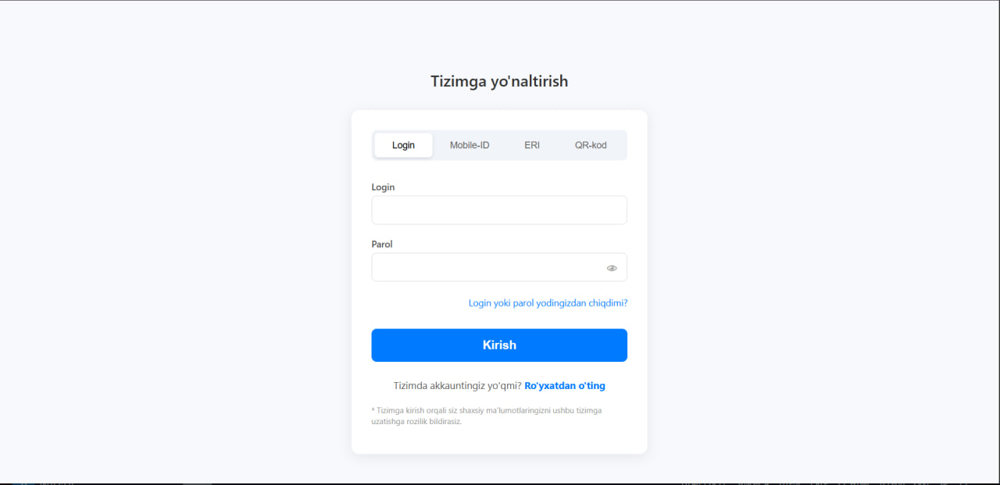 Tizimga yo'naltirish
Login Mobile-ID ERI QR-kod
Login
Parol
Login yoki parol yodingizdan chiqdimi?
Kirish
Tizimda akkauntingiz yo'qmi? Ro'yxatdan o'ting
* Tizimga kirish orqali siz shaxsiy ma'lumotlaringizni ushbu tizimga
uzatishga rozilik bildirasiz.